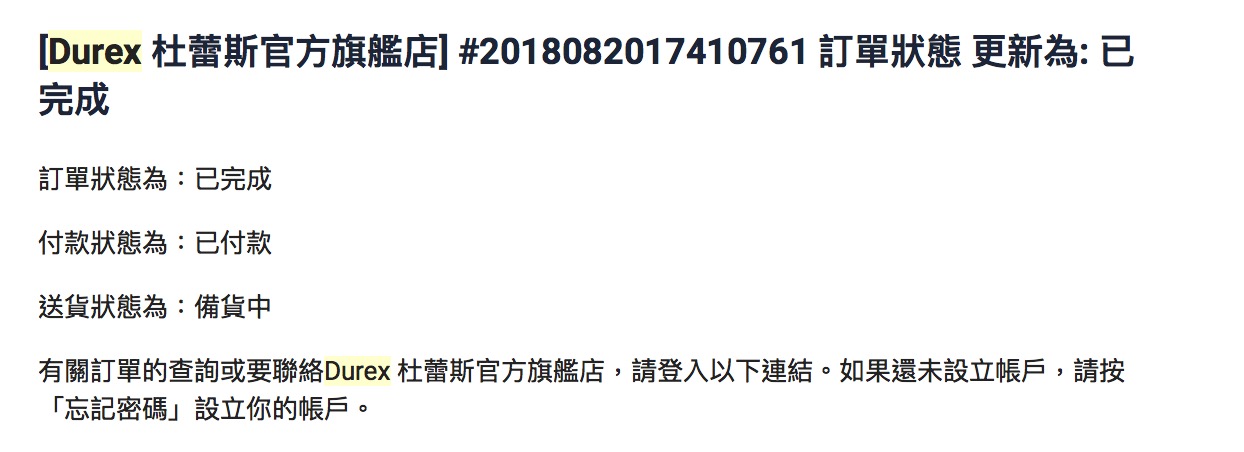 [Durex 杜蕾斯官方旗艦店] #2018082017410761 訂單狀態 更新為: 已
完成
訂單狀態為：已完成
付款狀態為：已付款
送貨狀態為：備貨中
有關訂單的查詢或要聯絡Durex 杜蕾斯官方旗艦店，請登入以下連結。如果還未設立帳戶，請按
「忘記密碼」設立你的帳戶。